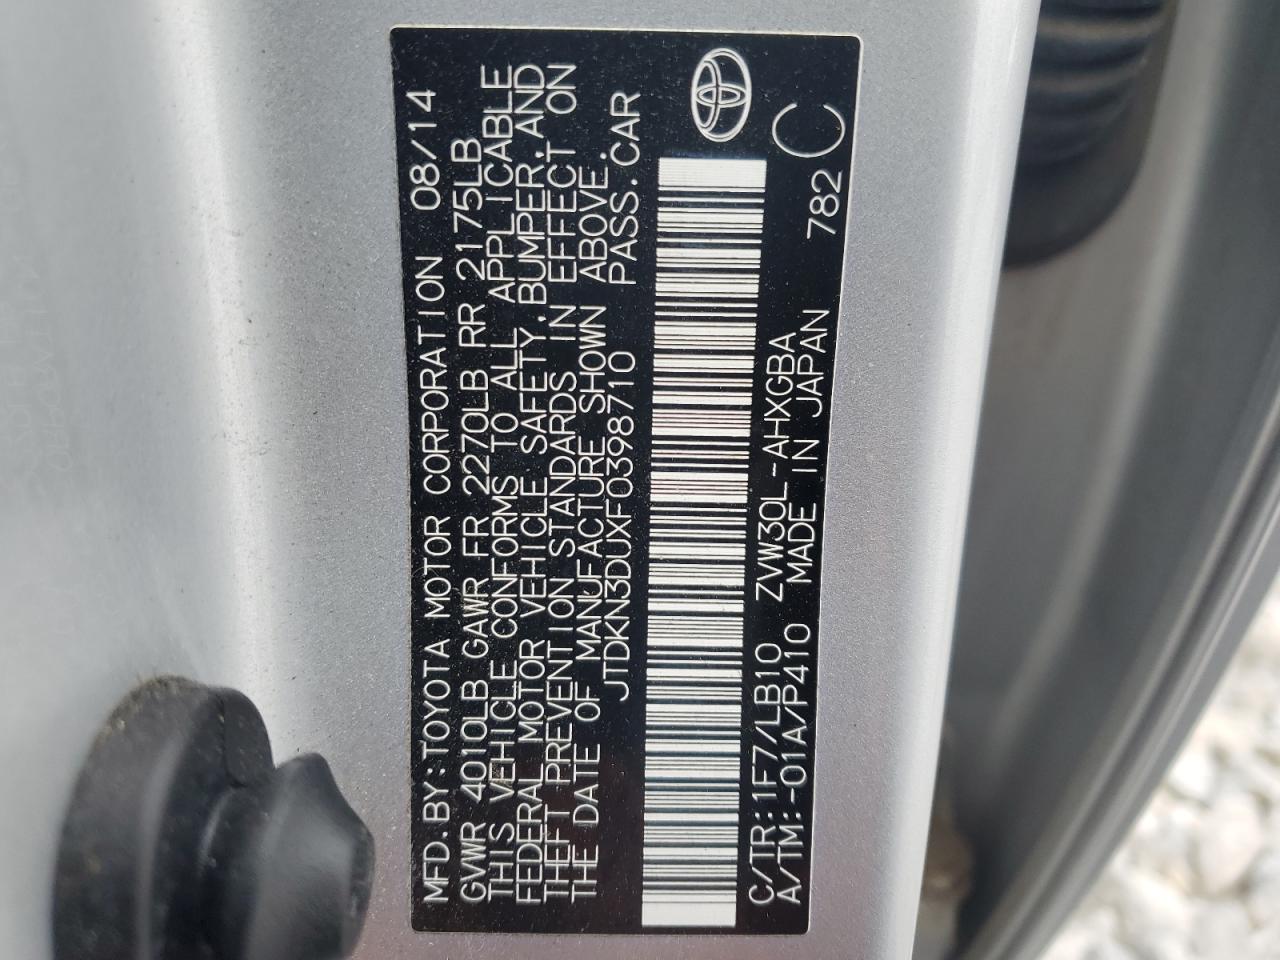 MFD.BY:TOYOTA MOTOR CORPORATION 08/14
GVWR 4010LB GAWR FR 2270LB RR 2175LB
THIS VEHICLE CONFORMS TO ALL APPLICABLE
FEDERAL MOTOR VEHICLE SAFETY,BUMPER,AND
THEFT PREVENTION STANDARDS IN EFFECT ON
THE DATE OF MANUFACTURE SHOWN ABOVE.
JTDKN3DUXF0398710 PASS.CAR
C/TR:1F7/LB10 ZVW30L-AHXGBA 782 C
A/TM:-01A/P410 MADE IN JAPAN